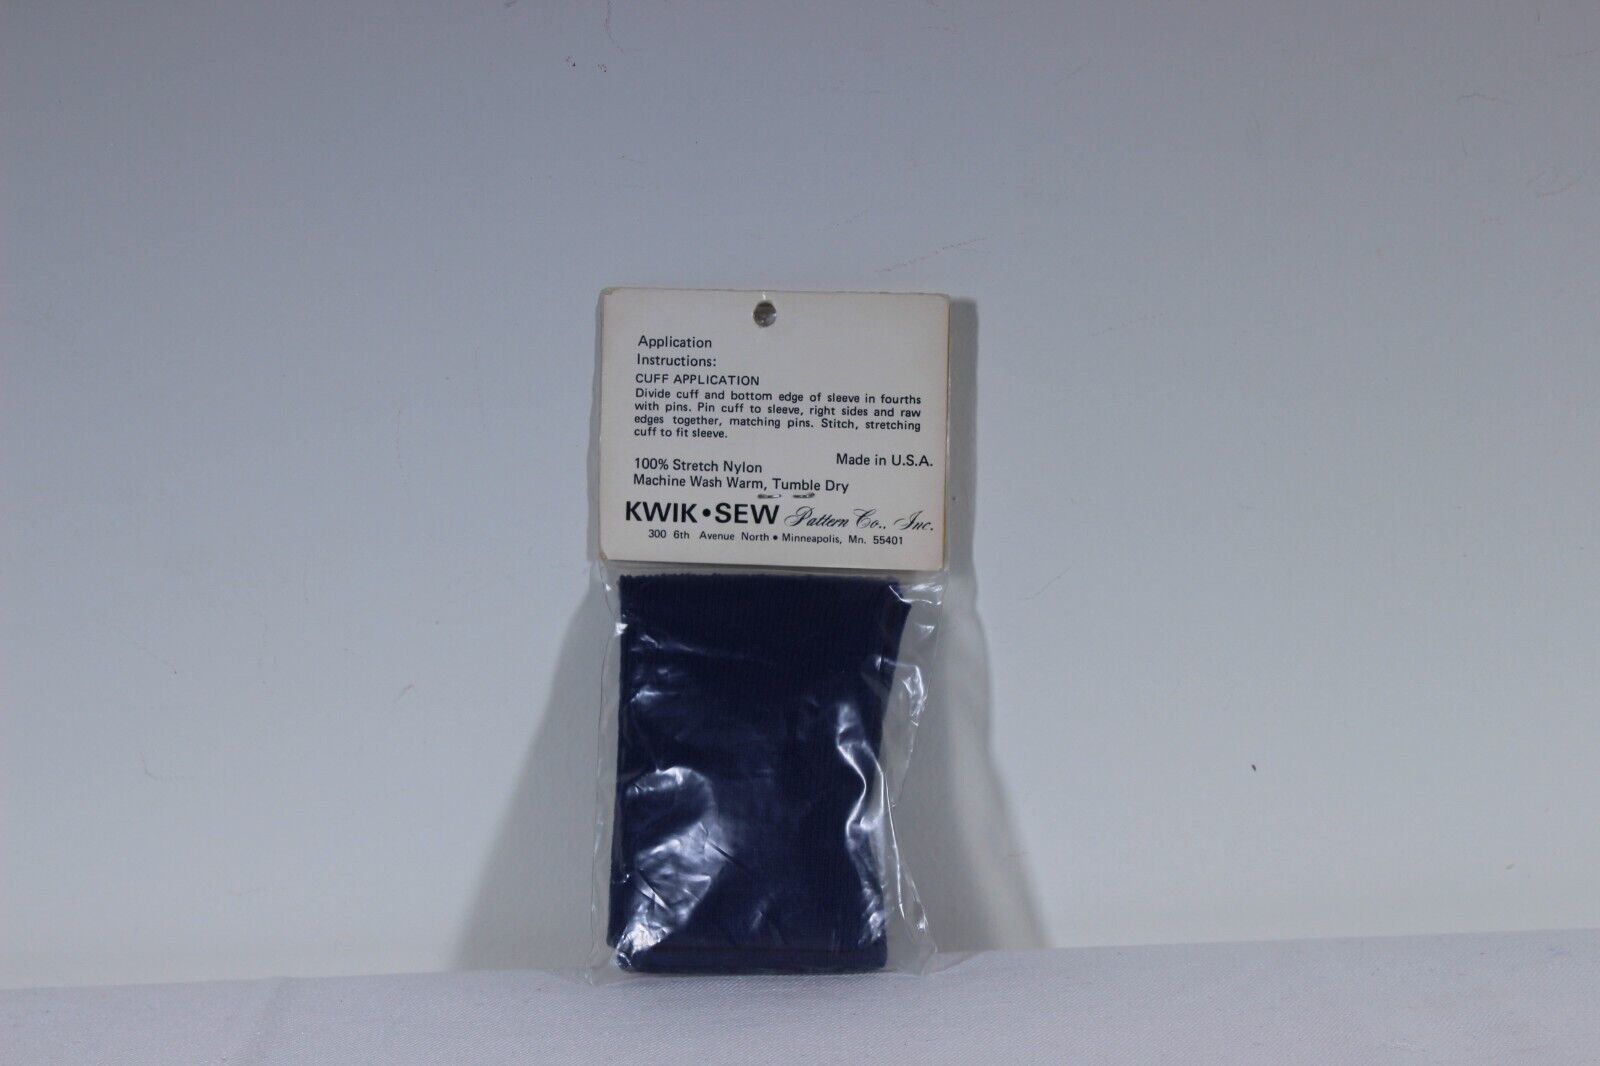 Application
Instructions:
CUFF APPLICATION
Divide cuff and bottom edge of sleeve in fourths
with pins. Pin cuff to sleeve, right sides and raw
edges together, matching pins. Stitch, stretching
cuff to fit sleeve.
Made in U.S.A.
100% Stretch Nylon
Machine Wash Warm, Tumble Dry
KWIK•SEW Pattern Co., Inc.
300 6th Avenue North • Minneapolis, Mn. 55401